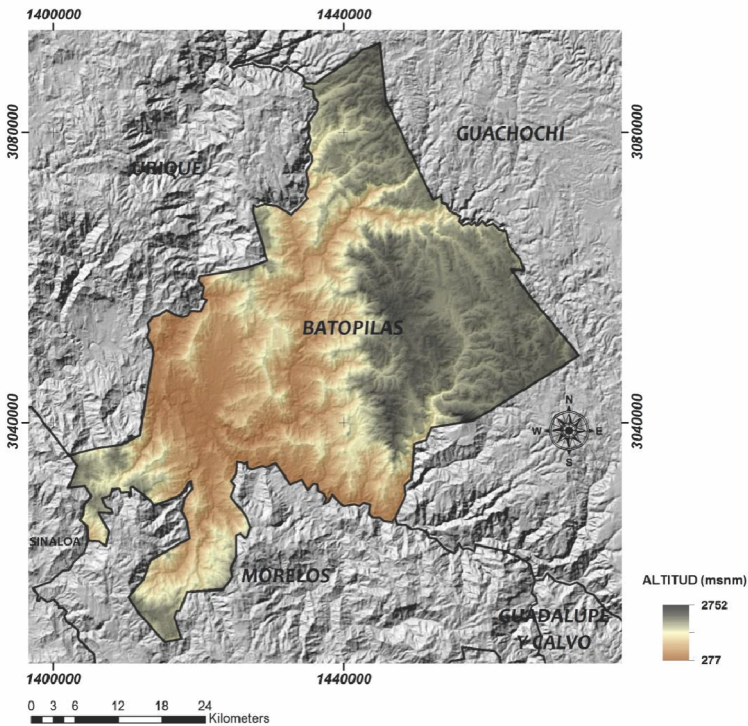 1400000
1440000
3080000
3080000
GUACHOCHI
URIQUE
BATOPILAS
3040000
3040000
N
W
E
S
SINALOA
MORELOS
ALTITUD (msnm)
2752
277
GUADALUPE
Y CALVO
1400000
1440000
0 3 6 12 18 24
Kilometers